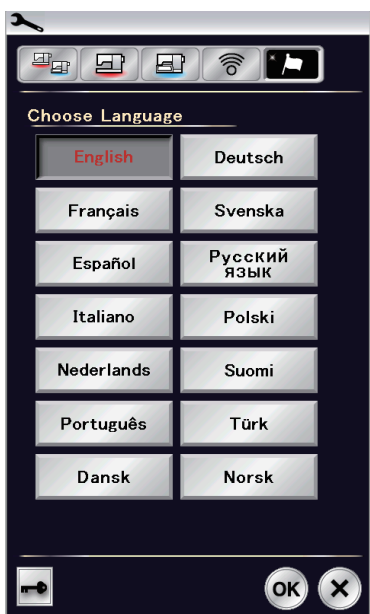 Choose Language
English
Deutsch
Français
Svenska
Español
Русский
язык
Italiano
Polski
Nederlands
Suomi
Português
Türk
Dansk
Norsk
OK